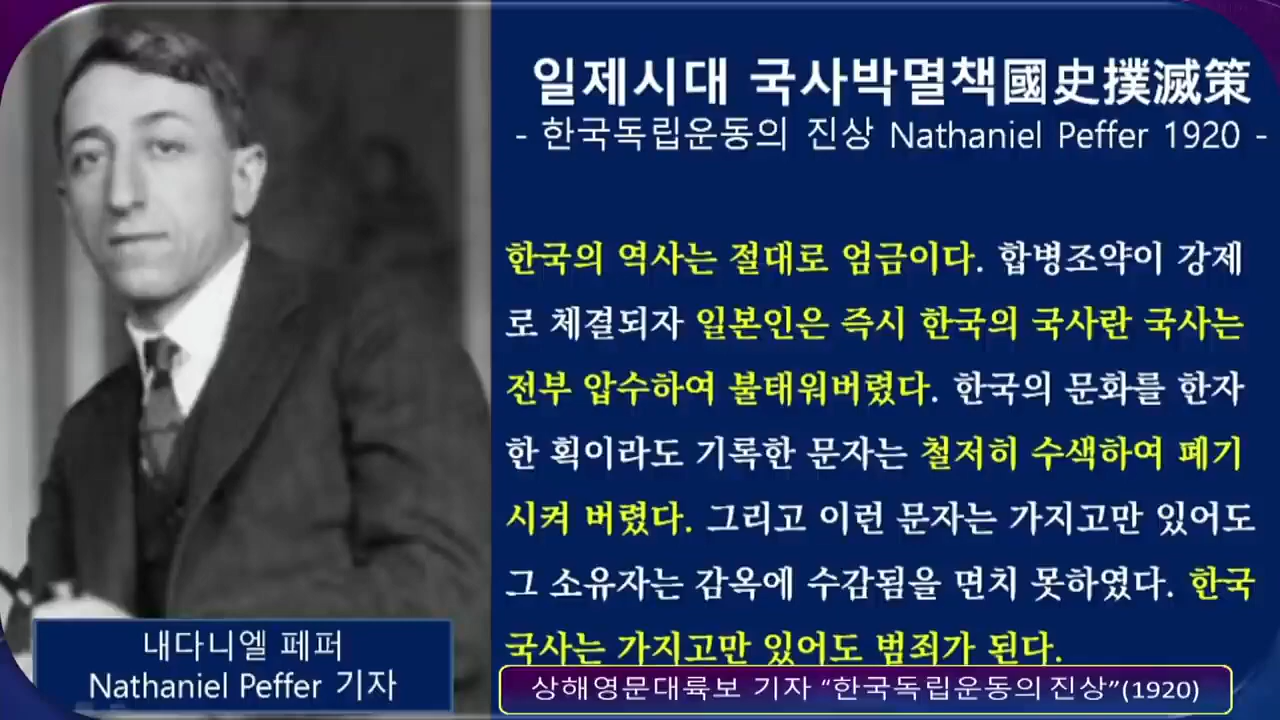 일제시대 국사박멸책國史撲滅策
- 한국독립운동의 진상 Nathaniel Peffer 1920 -
한국의 역사는 절대로 엄금이다. 합병조약이 강제
로 체결되자 일본인은 즉시 한국의 국사란 국사는
전부 압수하여 불태워버렸다. 한국의 문화를 한자
한 획이라도 기록한 문자는 철저히 수색하여 폐기
시켜 버렸다. 그리고 이런 문자는 가지고만 있어도
그 소유자는 감옥에 수감됨을 면치 못하였다. 한국
국사는 가지고만 있어도 범죄가 된다.
내다니엘 페퍼
Nathaniel Peffer 기자
상해영문대륙보 기자 “한국독립운동의 진상”(1920)